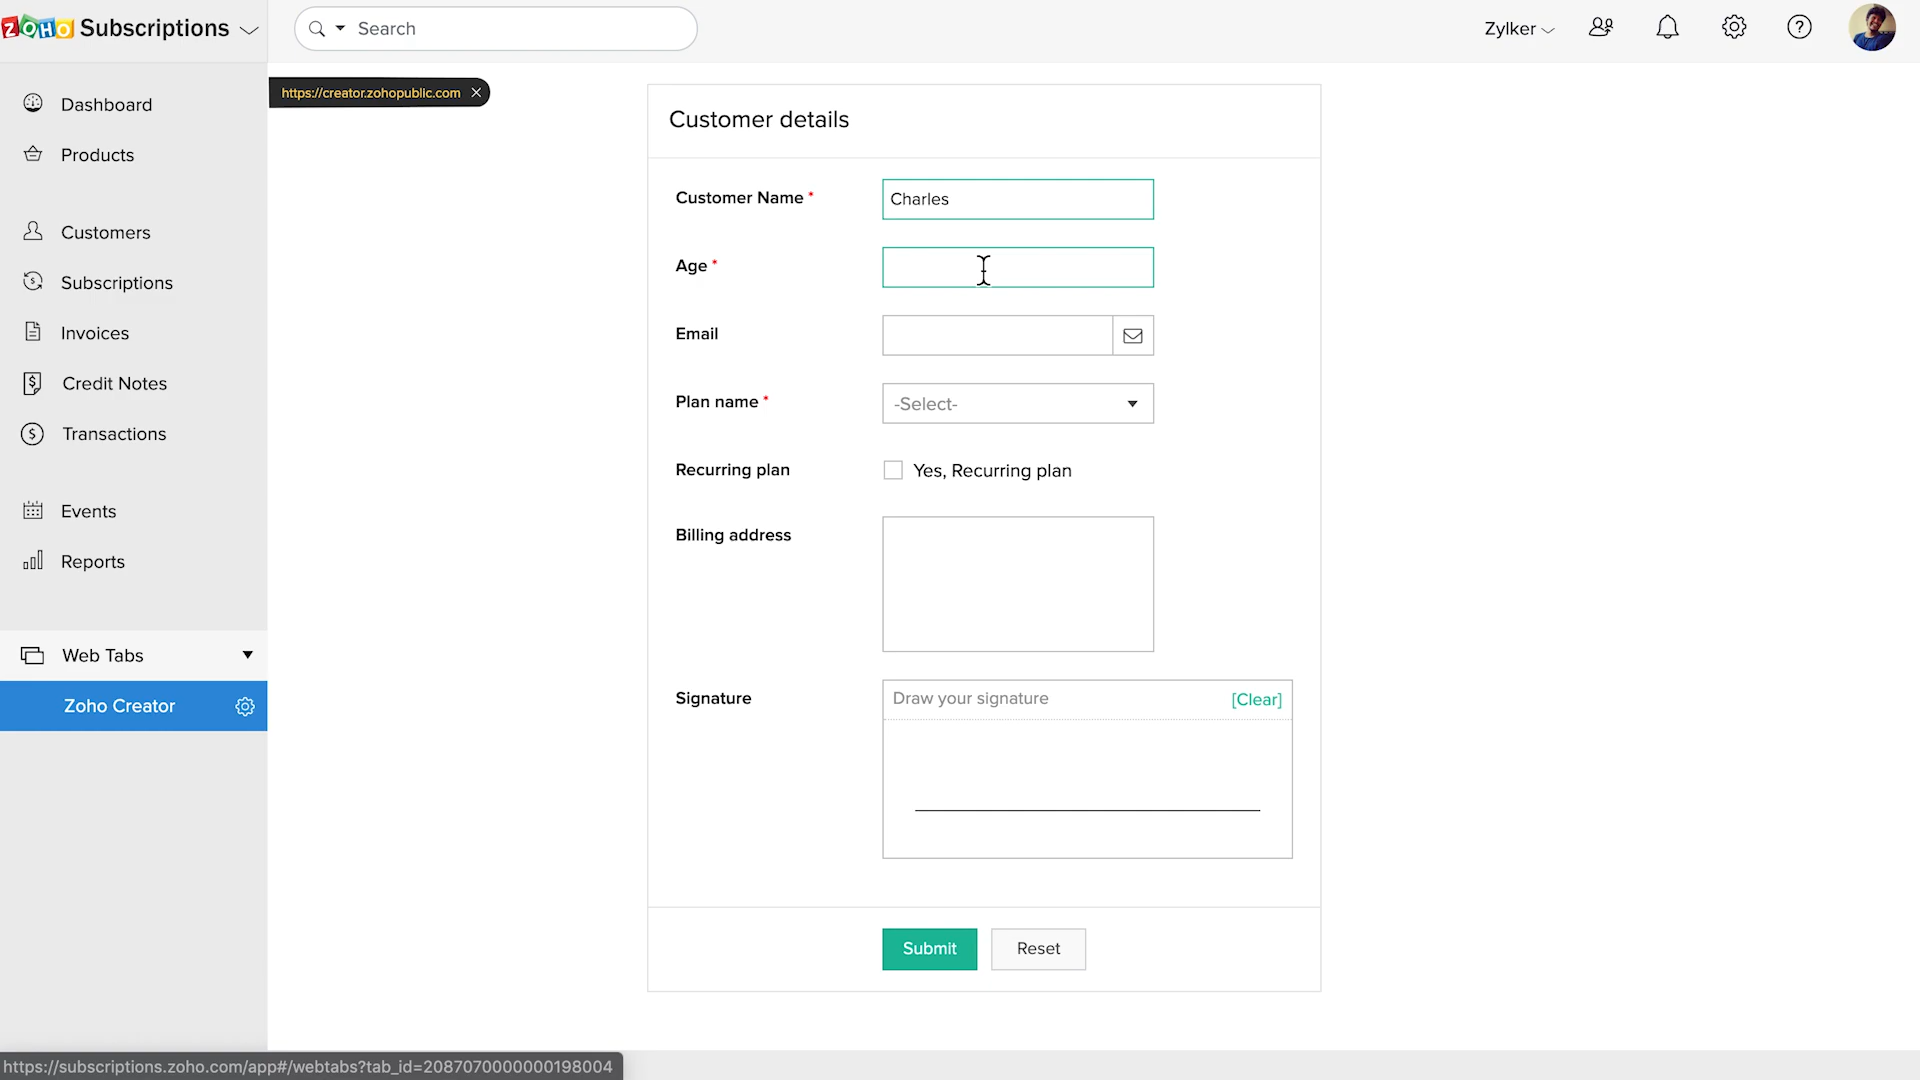 ZOHO Subscriptions
Search
Zylker
https://creator.zohopublic.com
Dashboard
Products
Customers
Subscriptions
Invoices
Credit Notes
Transactions
Events
Reports
Web Tabs
Zoho Creator
Customer details
Customer Name *
Charles
Age *
Email
Plan name *
-Select-
Recurring plan
Yes, Recurring plan
Billing address
Signature
Draw your signature
[Clear]
Submit
Reset
https://subscriptions.zoho.com/app#/webtabs?tab_id=2087070000000198004